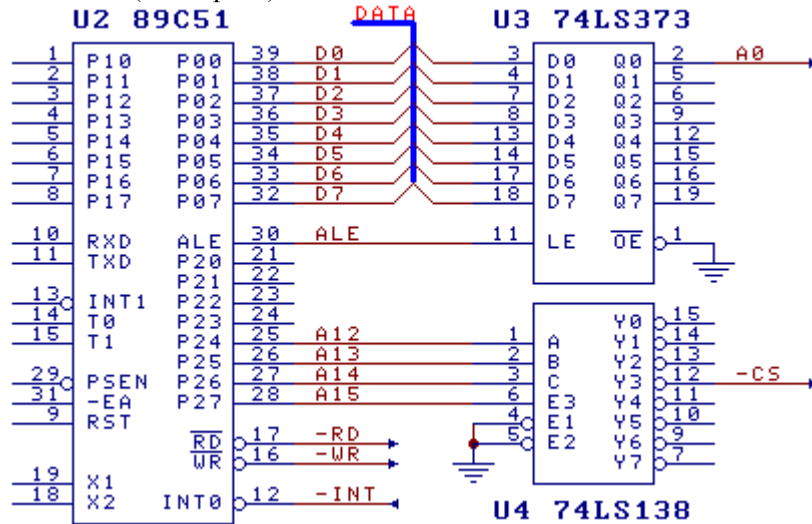 U2 89C51
DATA
U3 74LS373
1 P10 P00 39 D0
2 P11 P01 38 D1
3 P12 P02 37 D2
4 P13 P03 36 D3
5 P14 P04 35 D4
6 P15 P05 34 D5
7 P16 P06 33 D6
8 P17 P07 32 D7
10 RXD ALE 30 ALE
11 TXD P20 21
P21 22
13 INT1 P22 23
14 T0 P23 24
15 T1 P24 25 A12
P25 26 A13
29 PSEN P26 27 A14
31 -EA P27 28 A15
9 RST
RD 17 -RD
WR 16 -WR
19 X1
18 X2 INT0 12 -INT
3 D0 Q0 2 A0
4 D1 Q1 5
7 D2 Q2 6
8 D3 Q3 9
13 D4 Q4 12
14 D5 Q5 15
17 D6 Q6 16
18 D7 Q7 19
11 LE OE 1
Y0 15
1 A Y1 14
2 B Y2 13
3 C Y3 12 -CS
6 E3 Y4 11
4 E1 Y5 10
5 E2 Y6 9
Y7 7
U4 74LS138